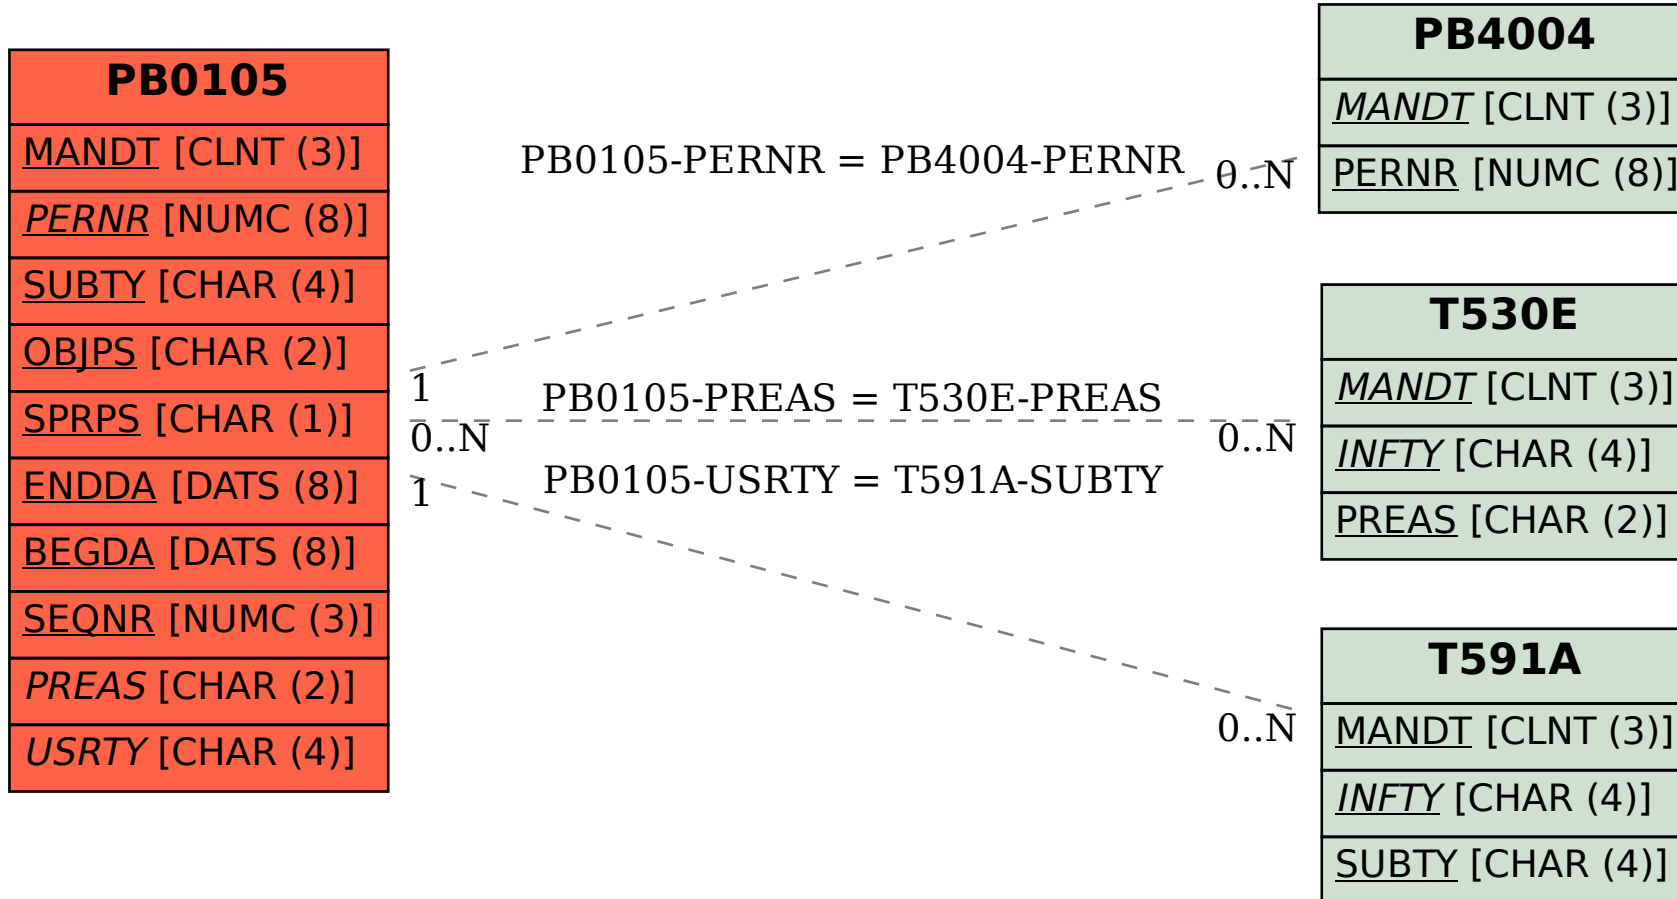 PB0105
MANDT [CLNT (3)]
PERNR [NUMC (8)]
SUBTY [CHAR (4)]
OBJPS [CHAR (2)]
SPRPS [CHAR (1)]
ENDDA [DATS (8)]
BEGDA [DATS (8)]
SEQNR [NUMC (3)]
PREAS [CHAR (2)]
USRTY [CHAR (4)]
PB0105-PERNR = PB4004-PERNR
0..N
1
PB0105-PREAS = T530E-PREAS
0..N
0..N
PB0105-USRTY = T591A-SUBTY
1
0..N
PB4004
MANDT [CLNT (3)]
PERNR [NUMC (8)]
T530E
MANDT [CLNT (3)]
INFTY [CHAR (4)]
PREAS [CHAR (2)]
T591A
MANDT [CLNT (3)]
INFTY [CHAR (4)]
SUBTY [CHAR (4)]